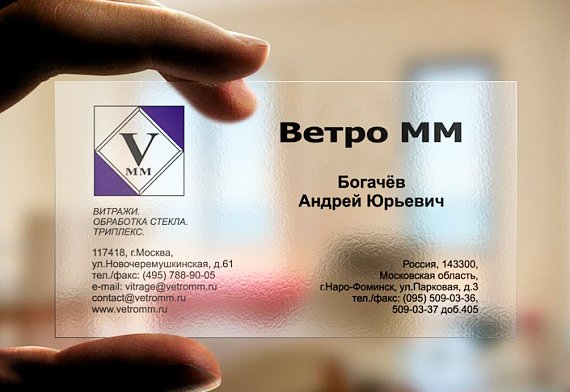 V
ММ
Ветро ММ
Богачёв
Андрей Юрьевич
ВИТРАЖИ.
ОБРАБОТКА СТЕКЛА.
ТРИПЛЕКС.
117418, г.Москва,
ул.Новочеремушкинская, д.61
тел./факс: (495) 788-90-05
e-mail: vitrage@vetromm.ru
contact@vetromm.ru
www.vetromm.ru
Россия, 143300,
Московская область,
г.Наро-Фоминск, ул.Парковая, д.3
тел./факс: (095) 509-03-36,
509-03-37 доб.405